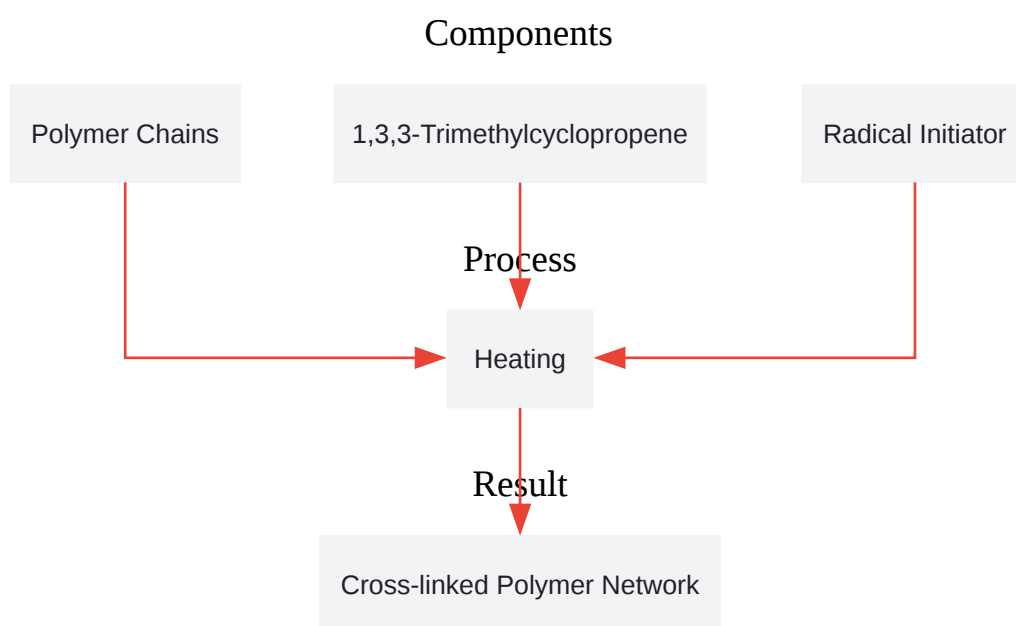 Components
Polymer Chains
1,3,3-Trimethylcyclopropene
Radical Initiator
Process
Heating
Result
Cross-linked Polymer Network